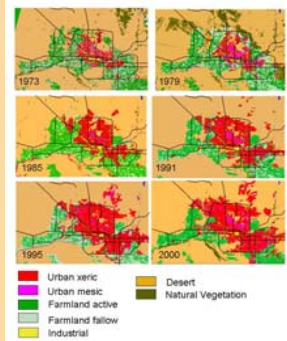 1973
1979
1985
1991
1995
2000
Urban xeric
Urban mesic
Farmland active
Farmland fallow
Industrial
Desert
Natural Vegetation